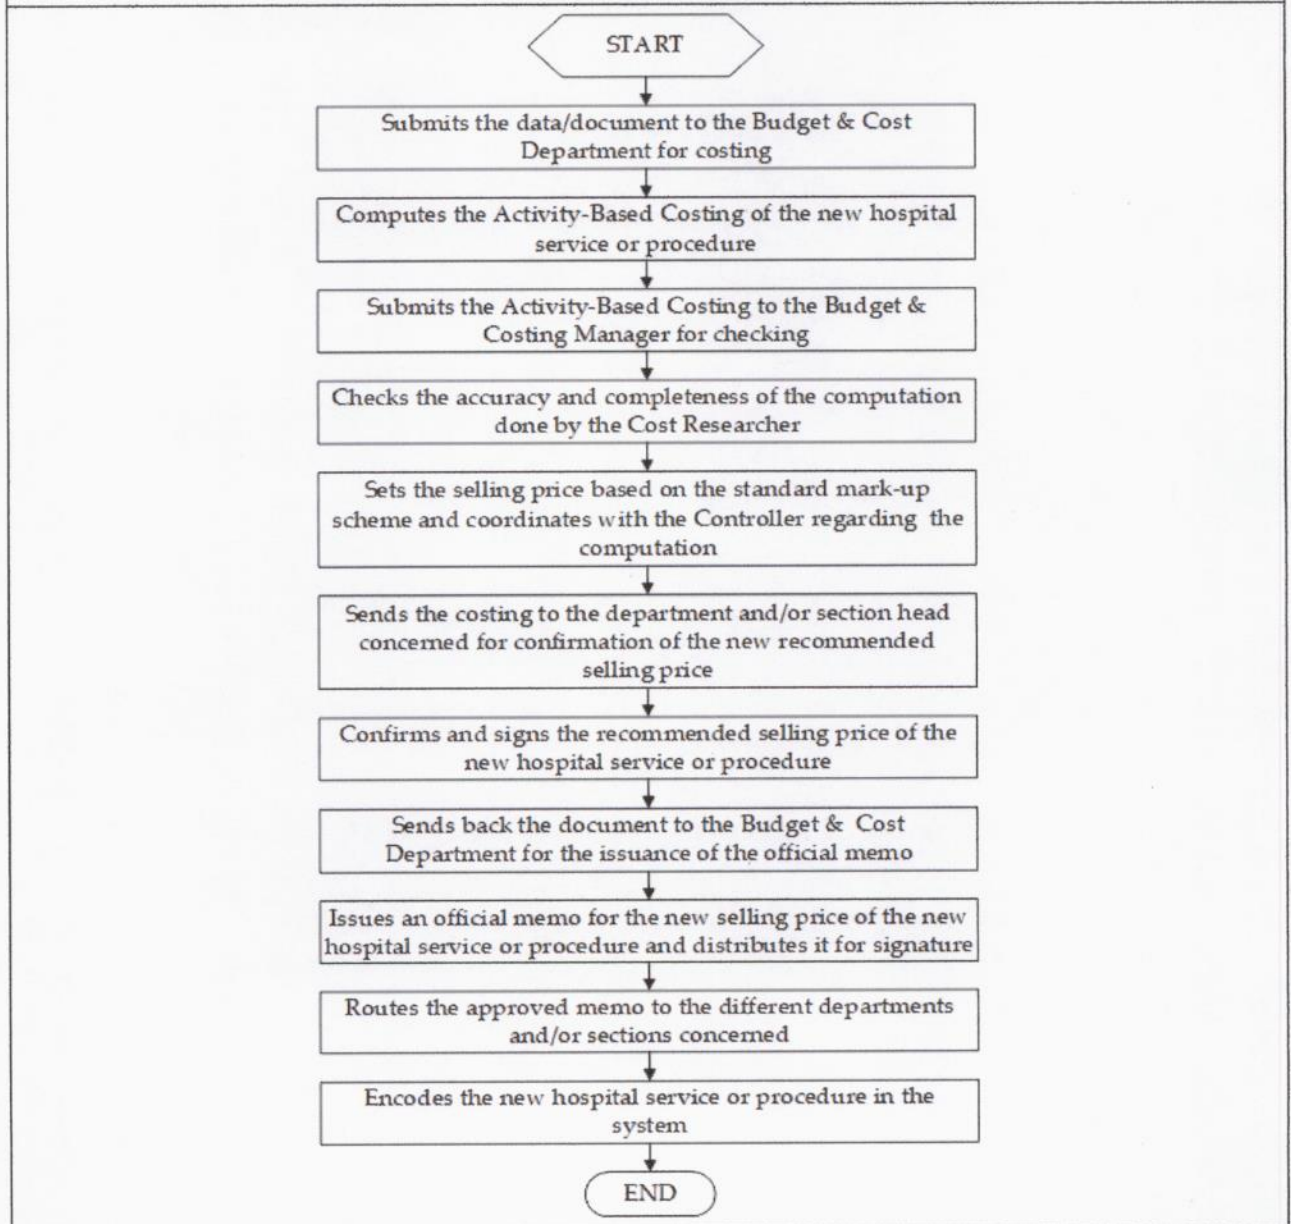 START
Submits the data/document to the Budget & Cost
Department for costing
Computes the Activity-Based Costing of the new hospital
service or procedure
Submits the Activity-Based Costing to the Budget &
Costing Manager for checking
Checks the accuracy and completeness of the computation
done by the Cost Researcher
Sets the selling price based on the standard mark-up
scheme and coordinates with the Controller regarding the
computation
Sends the costing to the department and/or section head
concerned for confirmation of the new recommended
selling price
Confirms and signs the recommended selling price of the
new hospital service or procedure
Sends back the document to the Budget & Cost
Department for the issuance of the official memo
Issues an official memo for the new selling price of the new
hospital service or procedure and distributes it for signature
Routes the approved memo to the different departments
and/or sections concerned
Encodes the new hospital service or procedure in the
system
END